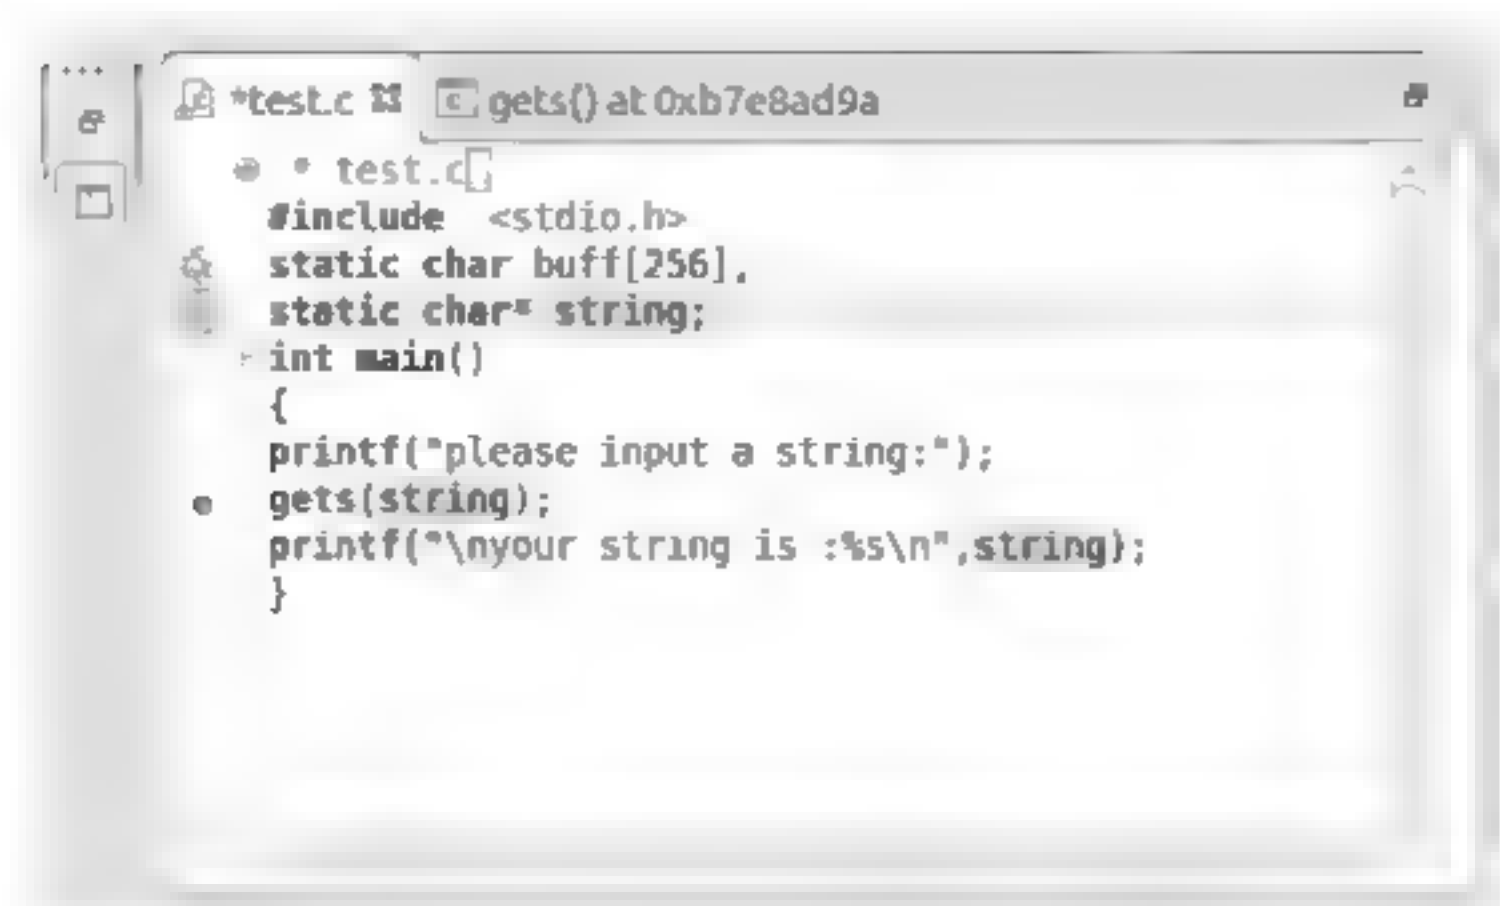 *test.c gets() at 0xb7e8ad9a
* test.c
#include <stdio.h>
static char buff[256],
static char* string;
int main()
{
printf("please input a string:");
gets(string);
printf("\nyour string is :%s\n",string);
}